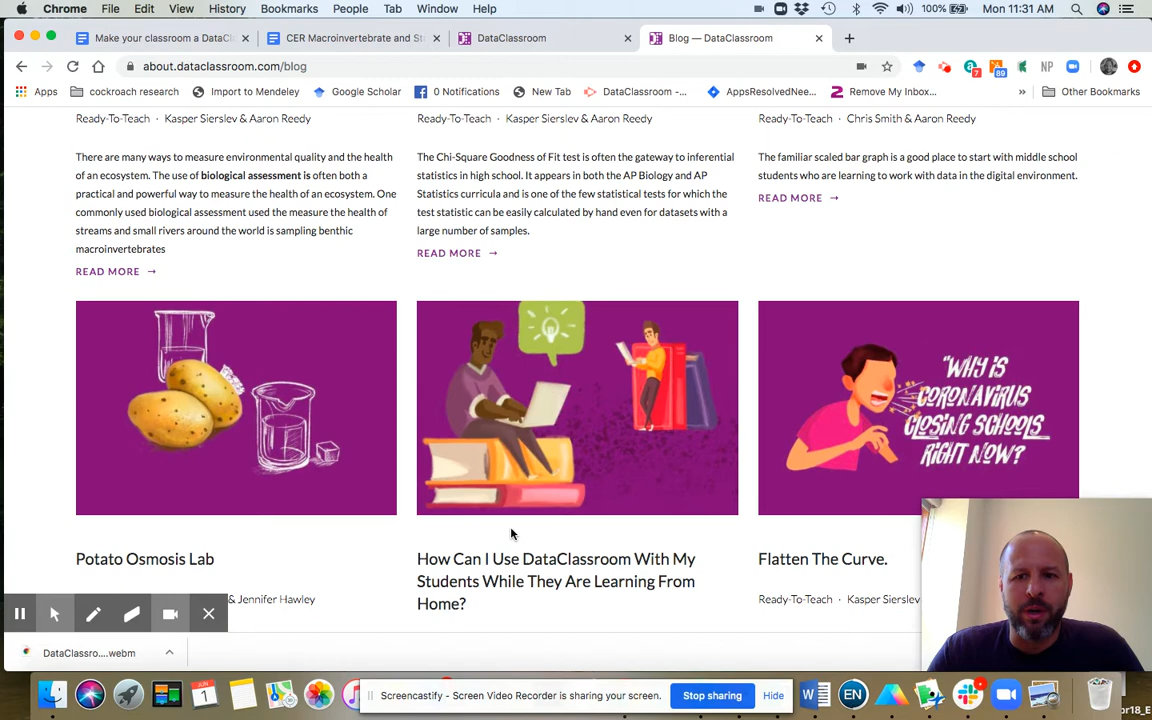 Chrome File Edit View History Bookmarks People Tab Window Help 100% Mon 11:31 AM
Make your classroom a DataCl
CER Macroinvertebrate and St
DataClassroom
Blog — DataClassroom
about.dataclassroom.com/blog
7
89
NP
Apps cockroach research Import to Mendeley Google Scholar 0 Notifications New Tab DataClassroom -... AppsResolvedNee... Remove My Inbox... » Other Bookmarks
Ready-To-Teach · Kasper Sierslev & Aaron Reedy
There are many ways to measure environmental quality and the health
of an ecosystem. The use of biological assessment is often both a
practical and powerful way to measure the health of an ecosystem. One
commonly used biological assessment used the measure the health of
streams and small rivers around the world is sampling benthic
macroinvertebrates
READ MORE →
Ready-To-Teach · Kasper Sierslev & Aaron Reedy
The Chi-Square Goodness of Fit test is often the gateway to inferential
statistics in high school. It appears in both the AP Biology and AP
Statistics curricula and is one of the few statistical tests for which the
test statistic can be easily calculated by hand even for datasets with a
large number of samples.
READ MORE →
Ready-To-Teach · Chris Smith & Aaron Reedy
The familiar scaled bar graph is a good place to start with middle school
students who are learning to work with data in the digital environment.
READ MORE →
"WHY IS
CORONAVIRUS
CLOSING SCHOOLS
RIGHT NOW?
Potato Osmosis Lab
& Jennifer Hawley
How Can I Use DataClassroom With My
Students While They Are Learning From
Home?
Flatten The Curve.
Ready-To-Teach · Kasper Sierslev
DataClassro....webm
JUN
1
Screencastify - Screen Video Recorder is sharing your screen.
Stop sharing
Hide
W
EN
pr18_E